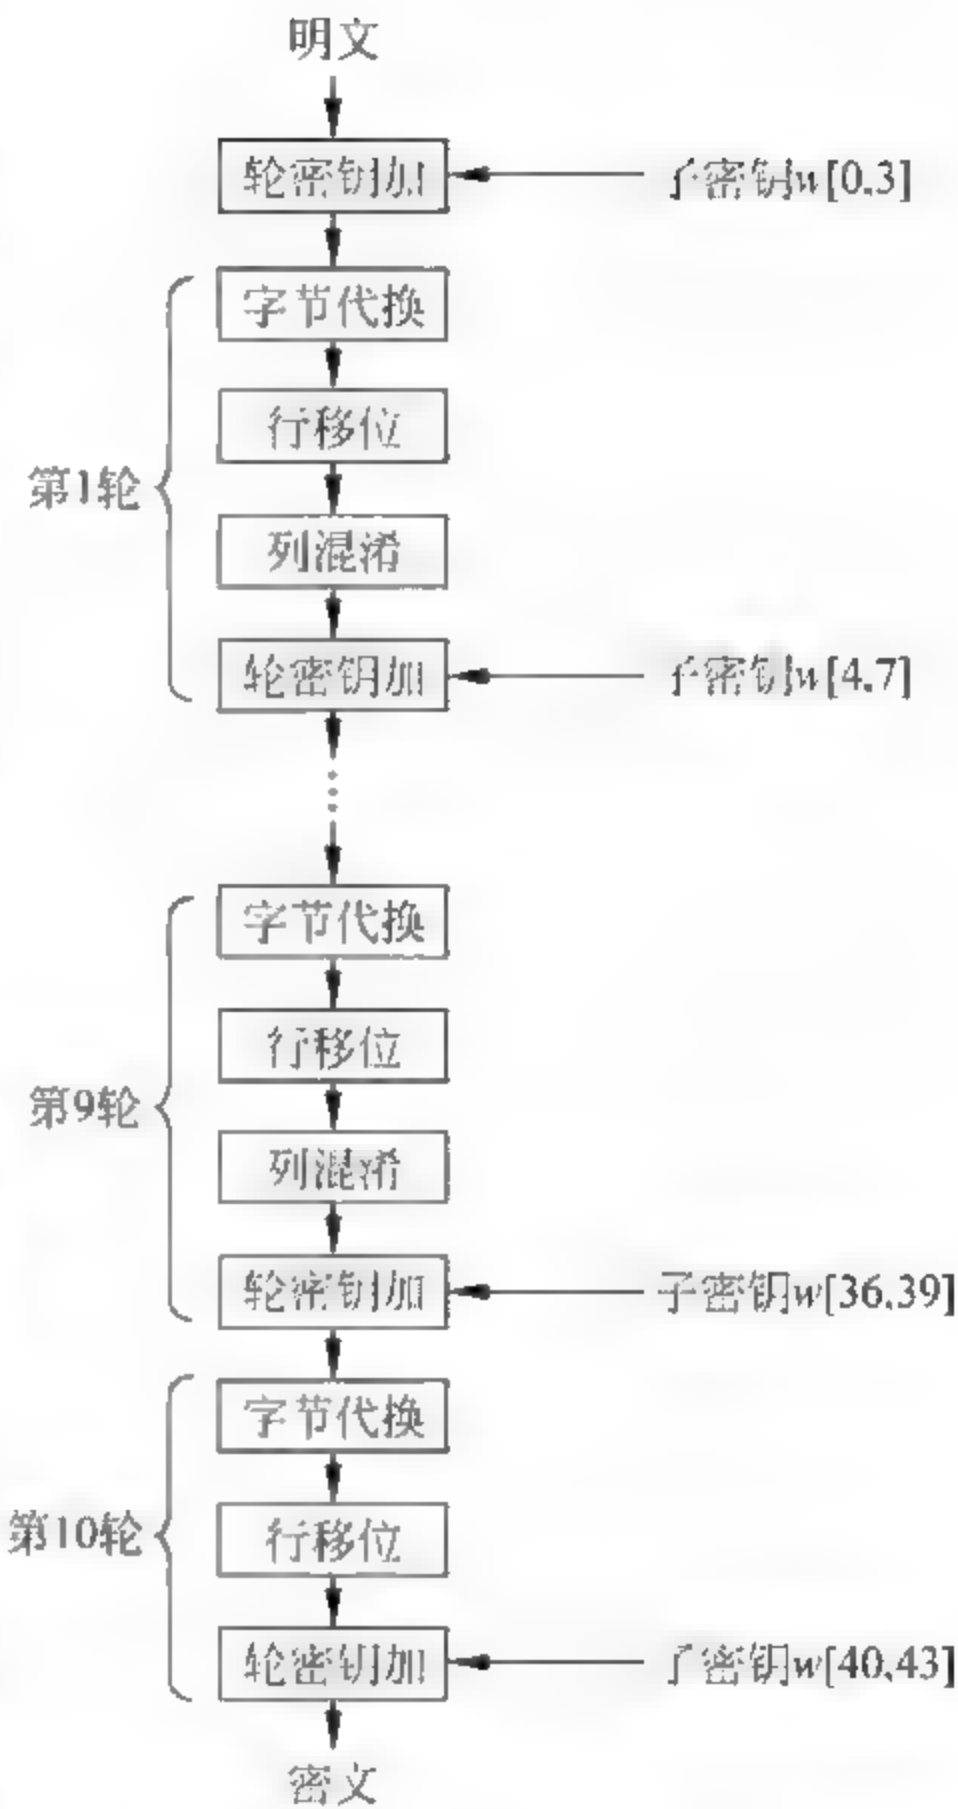 明文
轮密钥加
子密钥w[0,3]
字节代换
行移位
第1轮
列混淆
轮密钥加
子密钥w[4,7]
字节代换
行移位
第9轮
列混淆
轮密钥加
子密钥w[36,39]
字节代换
第10轮
行移位
轮密钥加
子密钥w[40,43]
密文